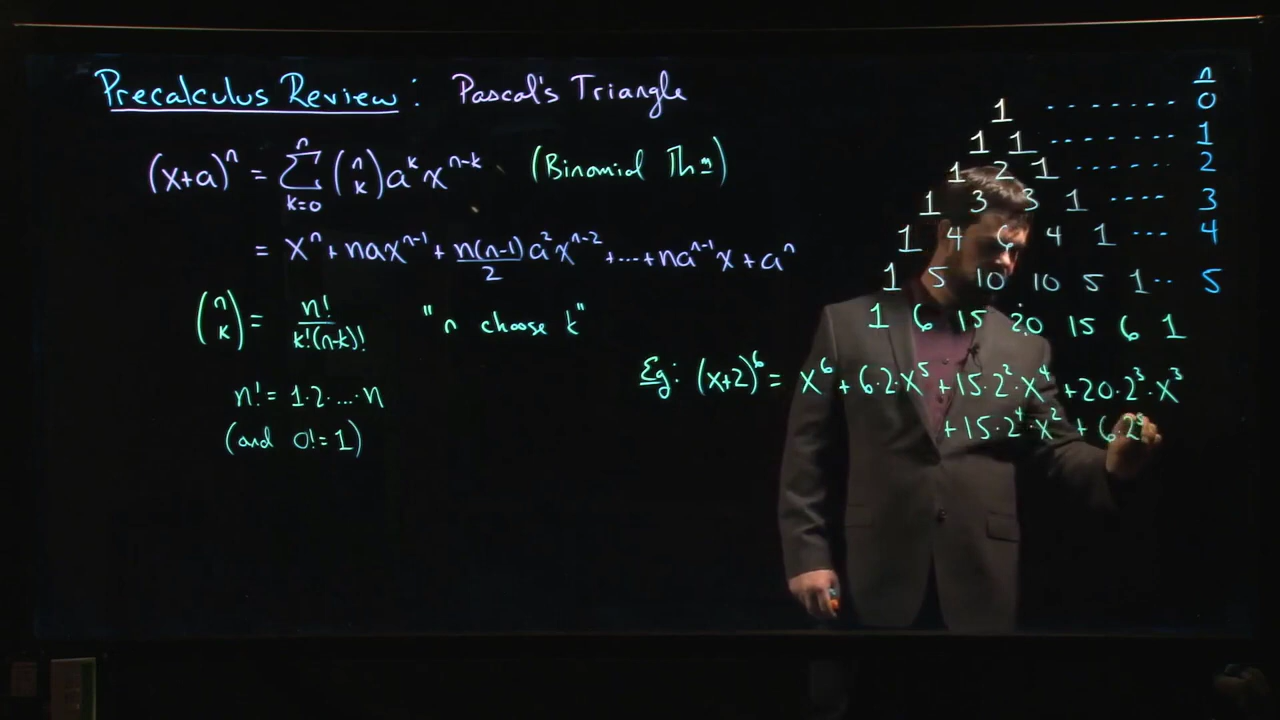 Precalculus Review: Pascal's Triangle
(x+a)^n = ∑_{k=0}^{n} (n k) a^k x^{n-k} (Binomial Thm)
= x^n + nax^{n-1} + n(n-1)/2 a^2 x^{n-2} + ... + na^{n-1}x + a^n
(n k) = n!/k!(n-k)! "n choose k"
n! = 1·2·...·n
(and 0! = 1)
n
1 ........ 0
1 1 ....... 1
1 2 1 ...... 2
1 3 3 1 .... 3
1 4 6 4 1 ... 4
1 5 10 10 5 1 .. 5
1 6 15 20 15 6 1
Eg: (x+2)^6 = x^6 + 6·2·x^5 + 15·2^2·x^4 + 20·2^3·x^3
+ 15·2^4·x^2 + 6·2^5